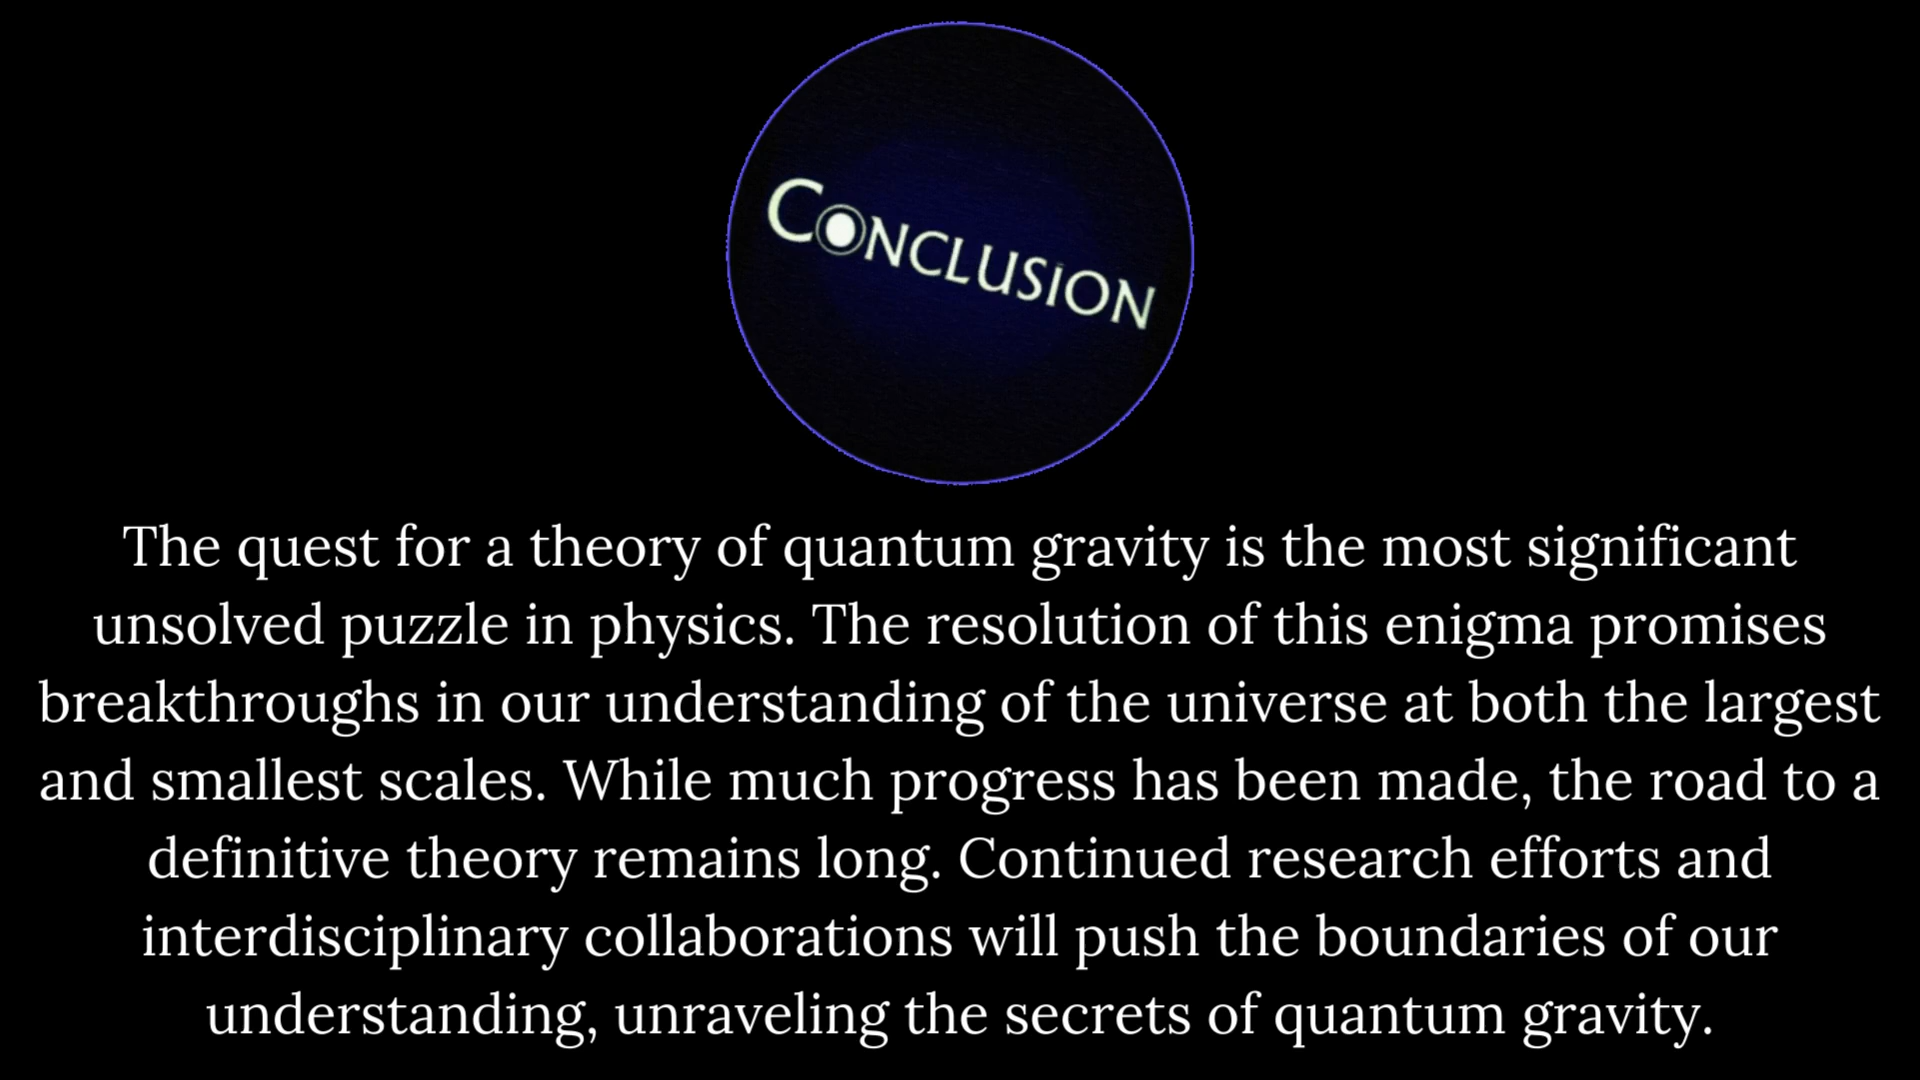 CONCLUSION
The quest for a theory of quantum gravity is the most significant
unsolved puzzle in physics. The resolution of this enigma promises
breakthroughs in our understanding of the universe at both the largest
and smallest scales. While much progress has been made, the road to a
definitive theory remains long. Continued research efforts and
interdisciplinary collaborations will push the boundaries of our
understanding, unraveling the secrets of quantum gravity.